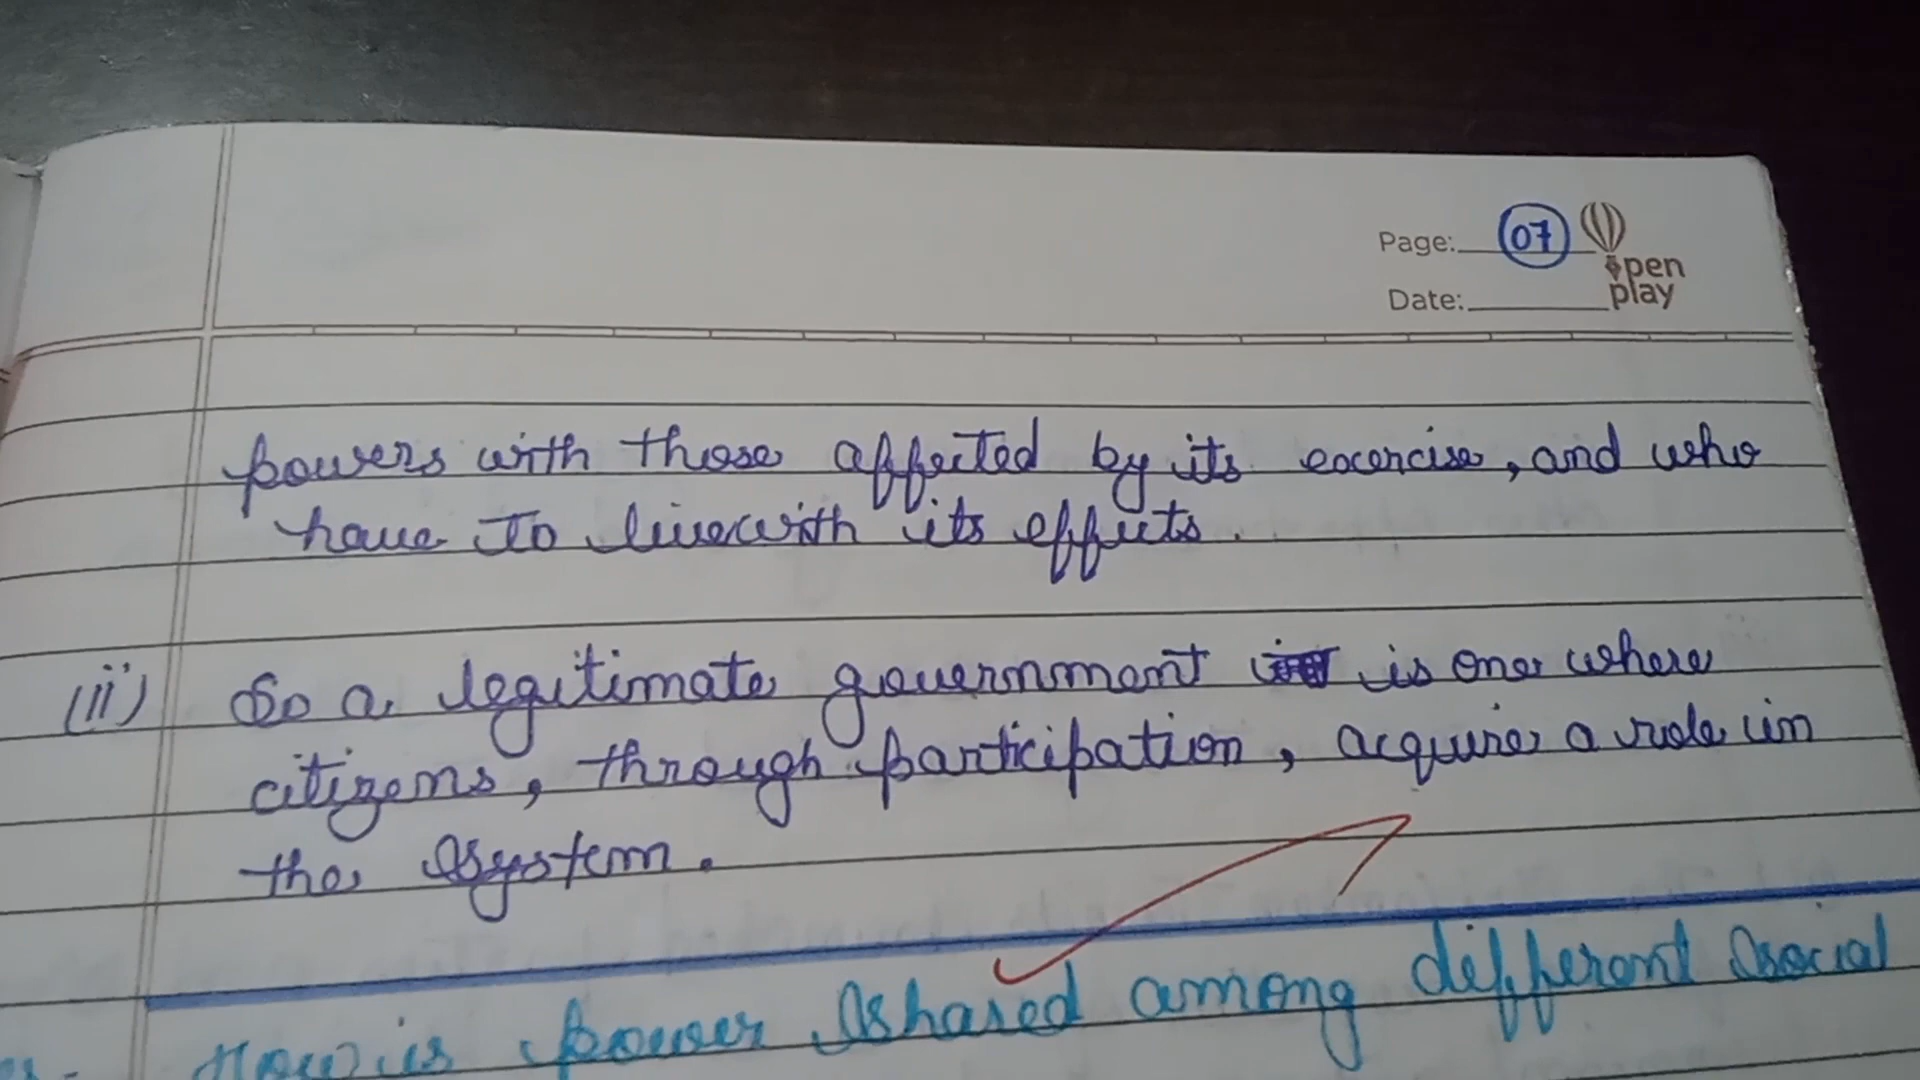 Page: 07
Date:
pen
play
powers with those affected by its exercise, and who
have to live with its effects.
(ii) So a legitimate government is one where
citizens, through participation, acquire a role in
the system.
How is power shared among different social